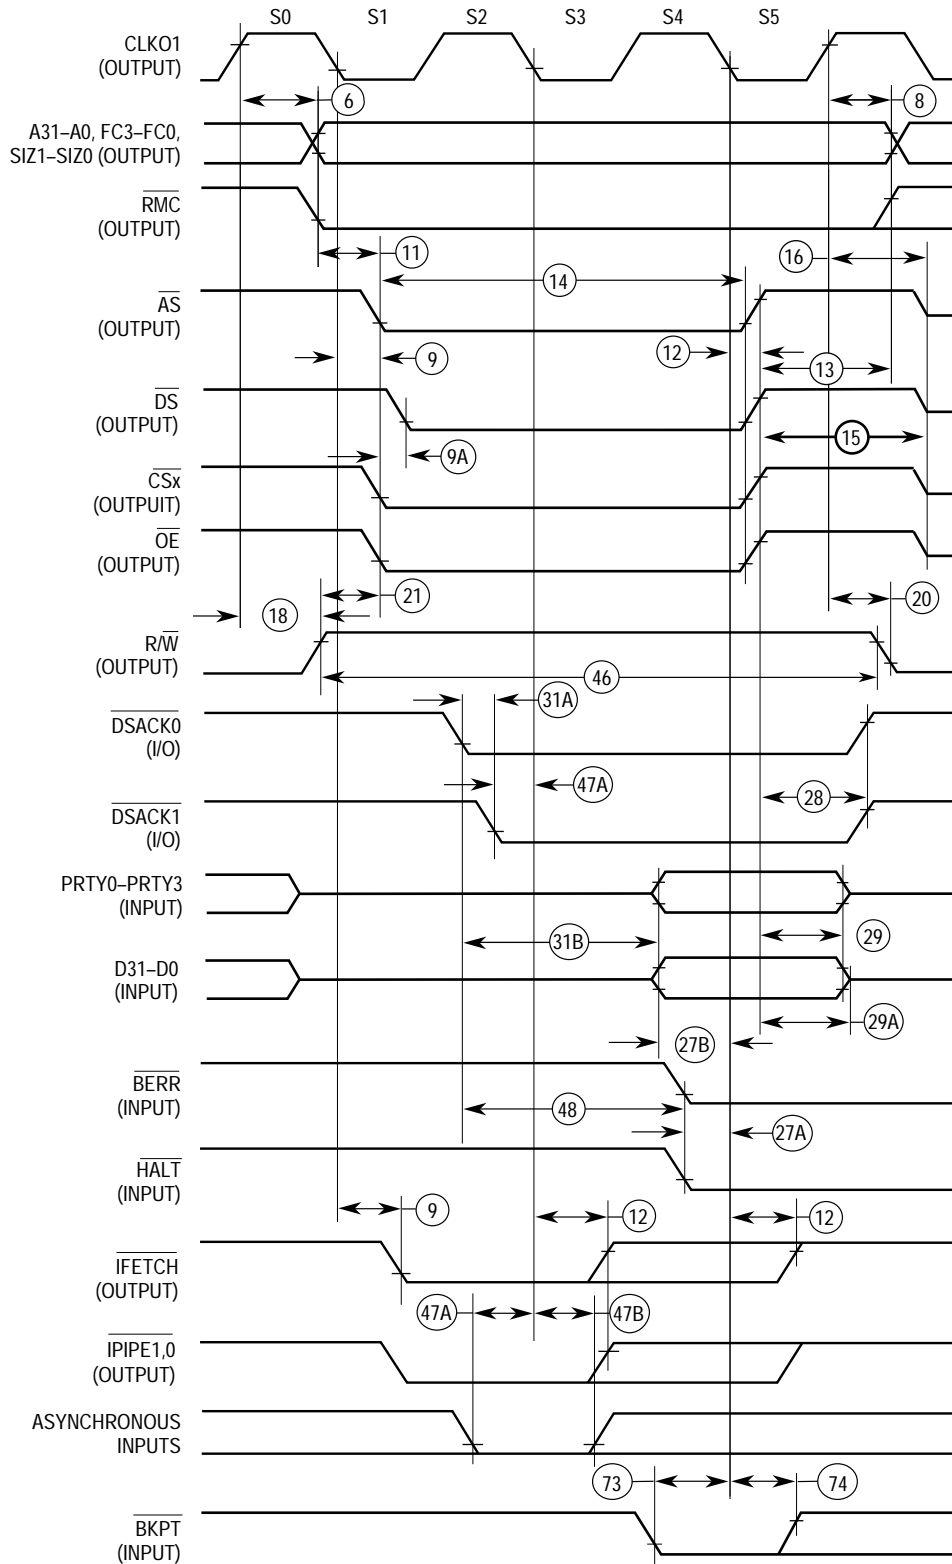 S0 S1 S2 S3 S4 S5
CLKO1
(OUTPUT)
6 8
A31–A0, FC3–FC0,
SIZ1–SIZ0 (OUTPUT)
RMC
(OUTPUT)
11 16
14
AS
(OUTPUT)
9 12 13
DS
(OUTPUT)
9A 15
CSx
(OUTPUIT)
OE
(OUTPUT)
21 20
18
R/W
(OUTPUT)
46
31A
DSACK0
(I/O)
47A 28
DSACK1
(I/O)
PRTY0–PRTY3
(INPUT)
31B 29
D31–D0
(INPUT)
29A
27B
BERR
(INPUT)
48
27A
HALT
(INPUT)
9 12 12
IFETCH
(OUTPUT)
47A 47B
IPIPE1,0
(OUTPUT)
ASYNCHRONOUS
INPUTS
73 74
BKPT
(INPUT)